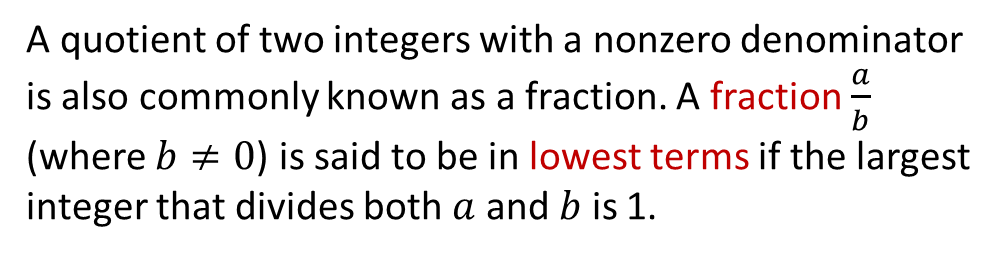 A quotient of two integers with a nonzero denominator
is also commonly known as a fraction. A fraction a/b
(where b ≠ 0) is said to be in lowest terms if the largest
integer that divides both a and b is 1.